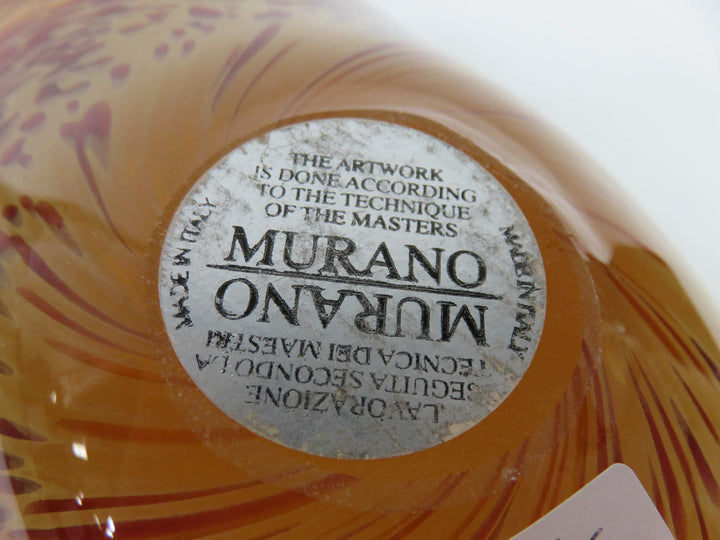 THE ARTWORK
IS DONE ACCORDING
TO THE TECHNIQUE
OF THE MASTERS
MURANO
MADE IN ITALY
MADE IN ITALY
LAVORAZIONE
SEGUITA SECONDO LA
TECNICA DEI MAESTRI
MURANO